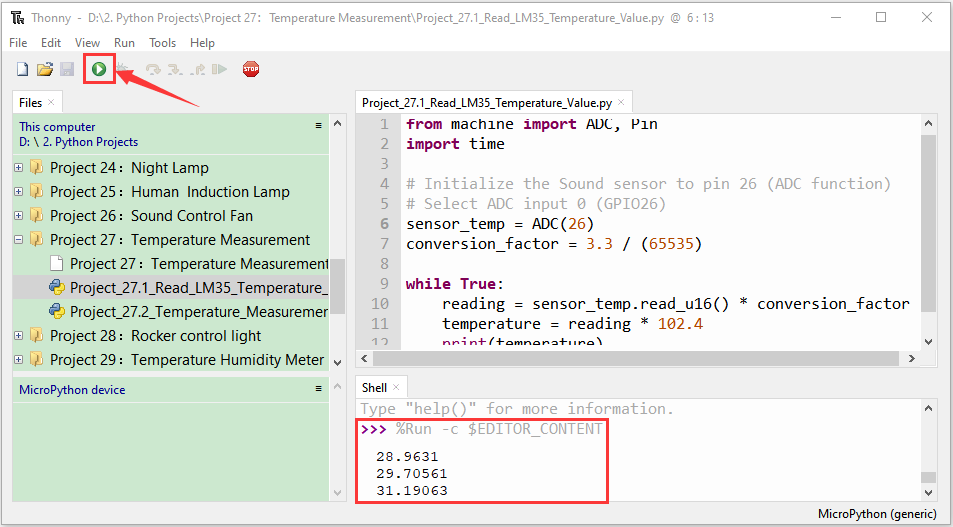 Thonny - D:\2. Python Projects\Project 27：Temperature Measurement\Project_27.1_Read_LM35_Temperature_Value.py @ 6:13
File Edit View Run Tools Help
STOP
Files ×
This computer
D: \ 2. Python Projects
Project 24：Night Lamp
Project 25：Human Induction Lamp
Project 26：Sound Control Fan
Project 27：Temperature Measurement
Project 27：Temperature Measurement
Project_27.1_Read_LM35_Temperature_
Project_27.2_Temperature_Measuremer
Project 28：Rocker control light
Project 29：Temperature Humidity Meter
MicroPython device
Project_27.1_Read_LM35_Temperature_Value.py ×
1 from machine import ADC, Pin
2 import time
3
4 # Initialize the Sound sensor to pin 26 (ADC function)
5 # Select ADC input 0 (GPIO26)
6 sensor_temp = ADC(26)
7 conversion_factor = 3.3 / (65535)
8
9 while True:
10 reading = sensor_temp.read_u16() * conversion_factor
11 temperature = reading * 102.4
12 print(temperature)
Shell ×
Type "help()" for more information.
>>> %Run -c $EDITOR_CONTENT
28.9631
29.70561
31.19063
MicroPython (generic)